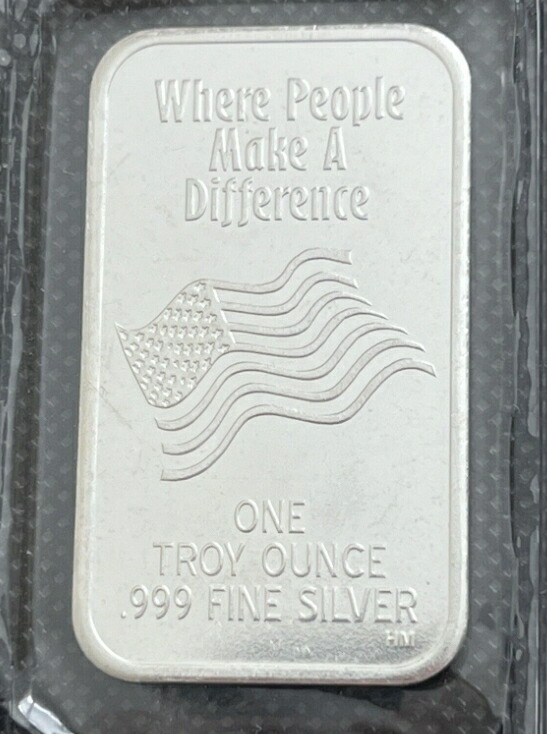 Where People
Make A
Difference
ONE
TROY OUNCE
.999 FINE SILVER
HM